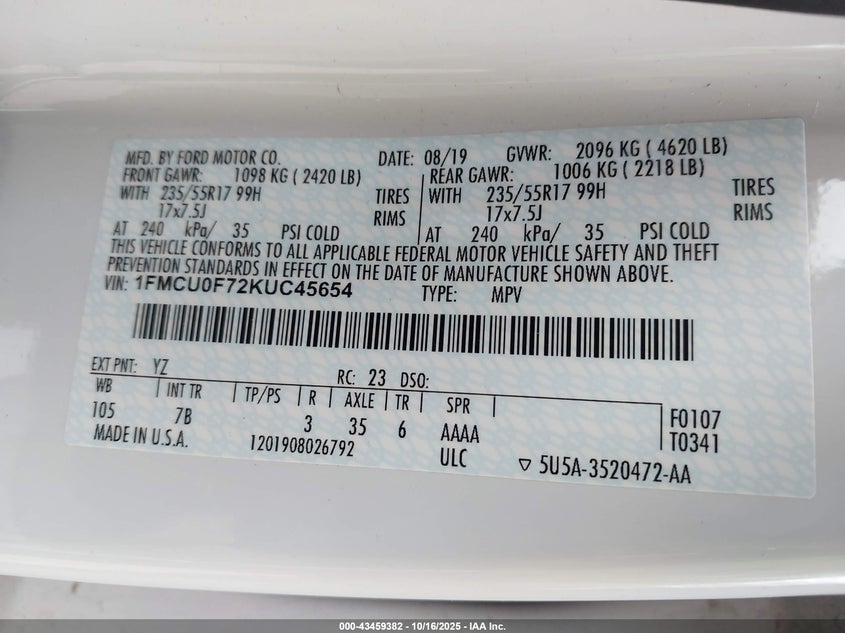 MFD. BY FORD MOTOR CO. DATE: 08/19 GVWR: 2096 KG ( 4620 LB)
FRONT GAWR: 1098 KG ( 2420 LB) REAR GAWR: 1006 KG ( 2218 LB)
WITH 235/55R17 99H TIRES WITH 235/55R17 99H TIRES
17x7.5J RIMS 17x7.5J RIMS
AT 240 kPa/ 35 PSI COLD AT 240 kPa/ 35 PSI COLD
THIS VEHICLE CONFORMS TO ALL APPLICABLE FEDERAL MOTOR VEHICLE SAFETY AND THEFT
PREVENTION STANDARDS IN EFFECT ON THE DATE OF MANUFACTURE SHOWN ABOVE.
VIN: 1FMCU0F72KUC45654 TYPE: MPV
EXT PNT: YZ RC: 23 DSO:
WB INT TR TP/PS R AXLE TR SPR
105 7B 3 35 6 AAAA F0107
MADE IN U.S.A. 1201908026792 ULC T0341
▽ 5U5A-3520472-AA
000-43459382 | 10/16/2025 - IAA Inc.